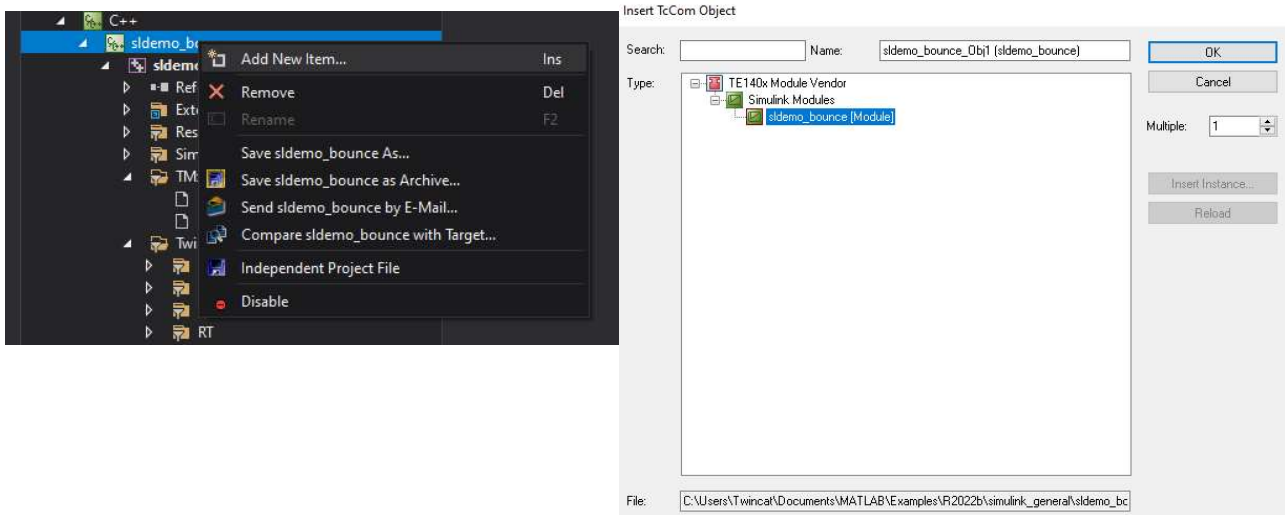 C++
sldemo_bo
sldemo
Ref
Exte
Res
Sim
TM
Twi
RT
Add New Item... Ins
Remove Del
Rename F2
Save sldemo_bounce As...
Save sldemo_bounce as Archive...
Send sldemo_bounce by E-Mail...
Compare sldemo_bounce with Target...
Independent Project File
Disable
Insert TcCom Object
Search: Name: sldemo_bounce_Obj1 (sldemo_bounce)
OK
Type:
TE140x Module Vendor
Simulink Modules
sldemo_bounce [Module]
Cancel
Multiple: 1
Insert Instance...
Reload
File: C:\Users\Twincat\Documents\MATLAB\Examples\R2022b\simulink_general\sldemo_bc